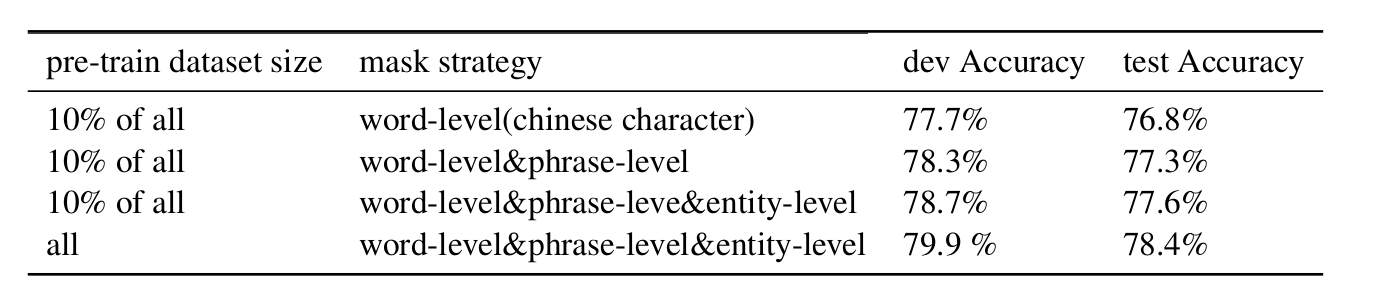 pre-train dataset size mask strategy dev Accuracy test Accuracy
10% of all word-level(chinese character) 77.7% 76.8%
10% of all word-level&phrase-level 78.3% 77.3%
10% of all word-level&phrase-leve&entity-level 78.7% 77.6%
all word-level&phrase-level&entity-level 79.9 % 78.4%